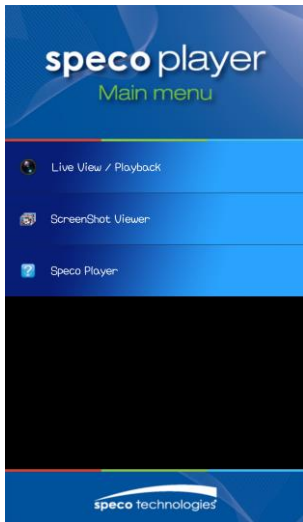 speco player
Main menu
Live View / Playback
ScreenShot Viewer
Speco Player
speco technologies